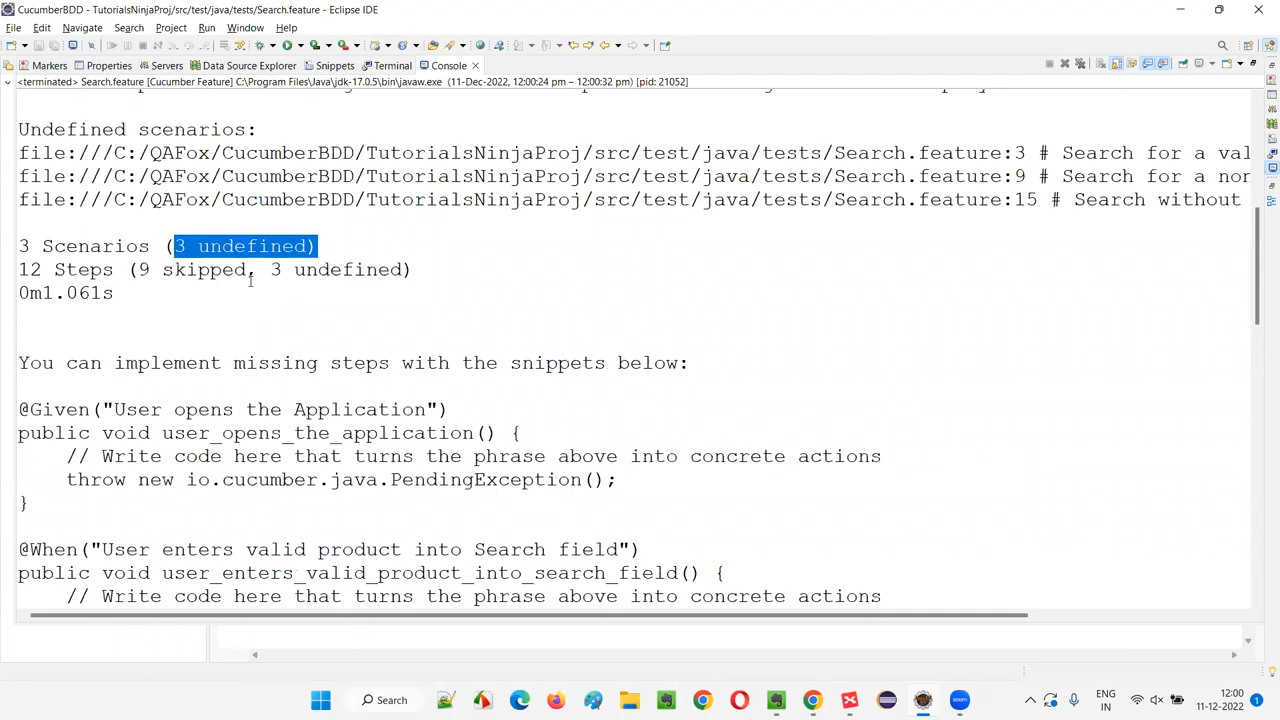 CucumberBDD - TutorialsNinjaProj/src/test/java/tests/Search.feature - Eclipse IDE
File Edit Navigate Search Project Run Window Help
Markers Properties Servers Data Source Explorer Snippets Terminal Console
<terminated> Search.feature [Cucumber Feature] C:\Program Files\Java\jdk-17.0.5\bin\javaw.exe (11-Dec-2022, 12:00:24 pm – 12:00:32 pm) [pid: 21052]
Undefined scenarios:
file:///C:/QAFox/CucumberBDD/TutorialsNinjaProj/src/test/java/tests/Search.feature:3 # Search for a val
file:///C:/QAFox/CucumberBDD/TutorialsNinjaProj/src/test/java/tests/Search.feature:9 # Search for a non
file:///C:/QAFox/CucumberBDD/TutorialsNinjaProj/src/test/java/tests/Search.feature:15 # Search without
3 Scenarios (3 undefined)
12 Steps (9 skipped, 3 undefined)
0m1.061s
You can implement missing steps with the snippets below:
@Given("User opens the Application")
public void user_opens_the_application() {
// Write code here that turns the phrase above into concrete actions
throw new io.cucumber.java.PendingException();
}
@When("User enters valid product into Search field")
public void user_enters_valid_product_into_search_field() {
// Write code here that turns the phrase above into concrete actions
Search
ENG
IN
12:00
11-12-2022
1